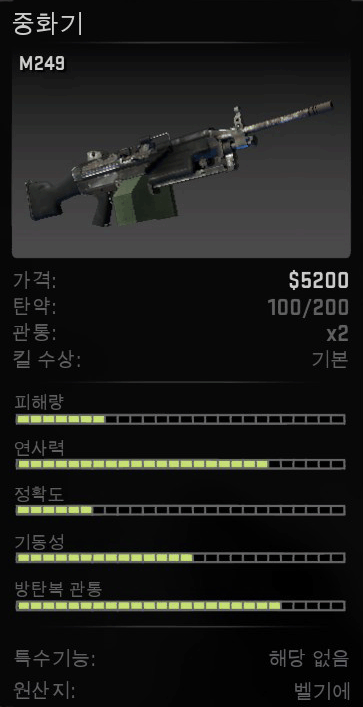 중화기
M249
가격: $5200
탄약: 100/200
관통: x2
킬 수상: 기본
피해량
연사력
정확도
기동성
방탄복 관통
특수기능: 해당 없음
원산지: 벨기에